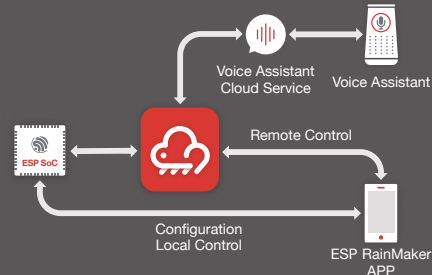 Voice Assistant
Cloud Service
Voice Assistant
Remote Control
ESP SoC
Configuration
Local Control
ESP RainMaker
APP